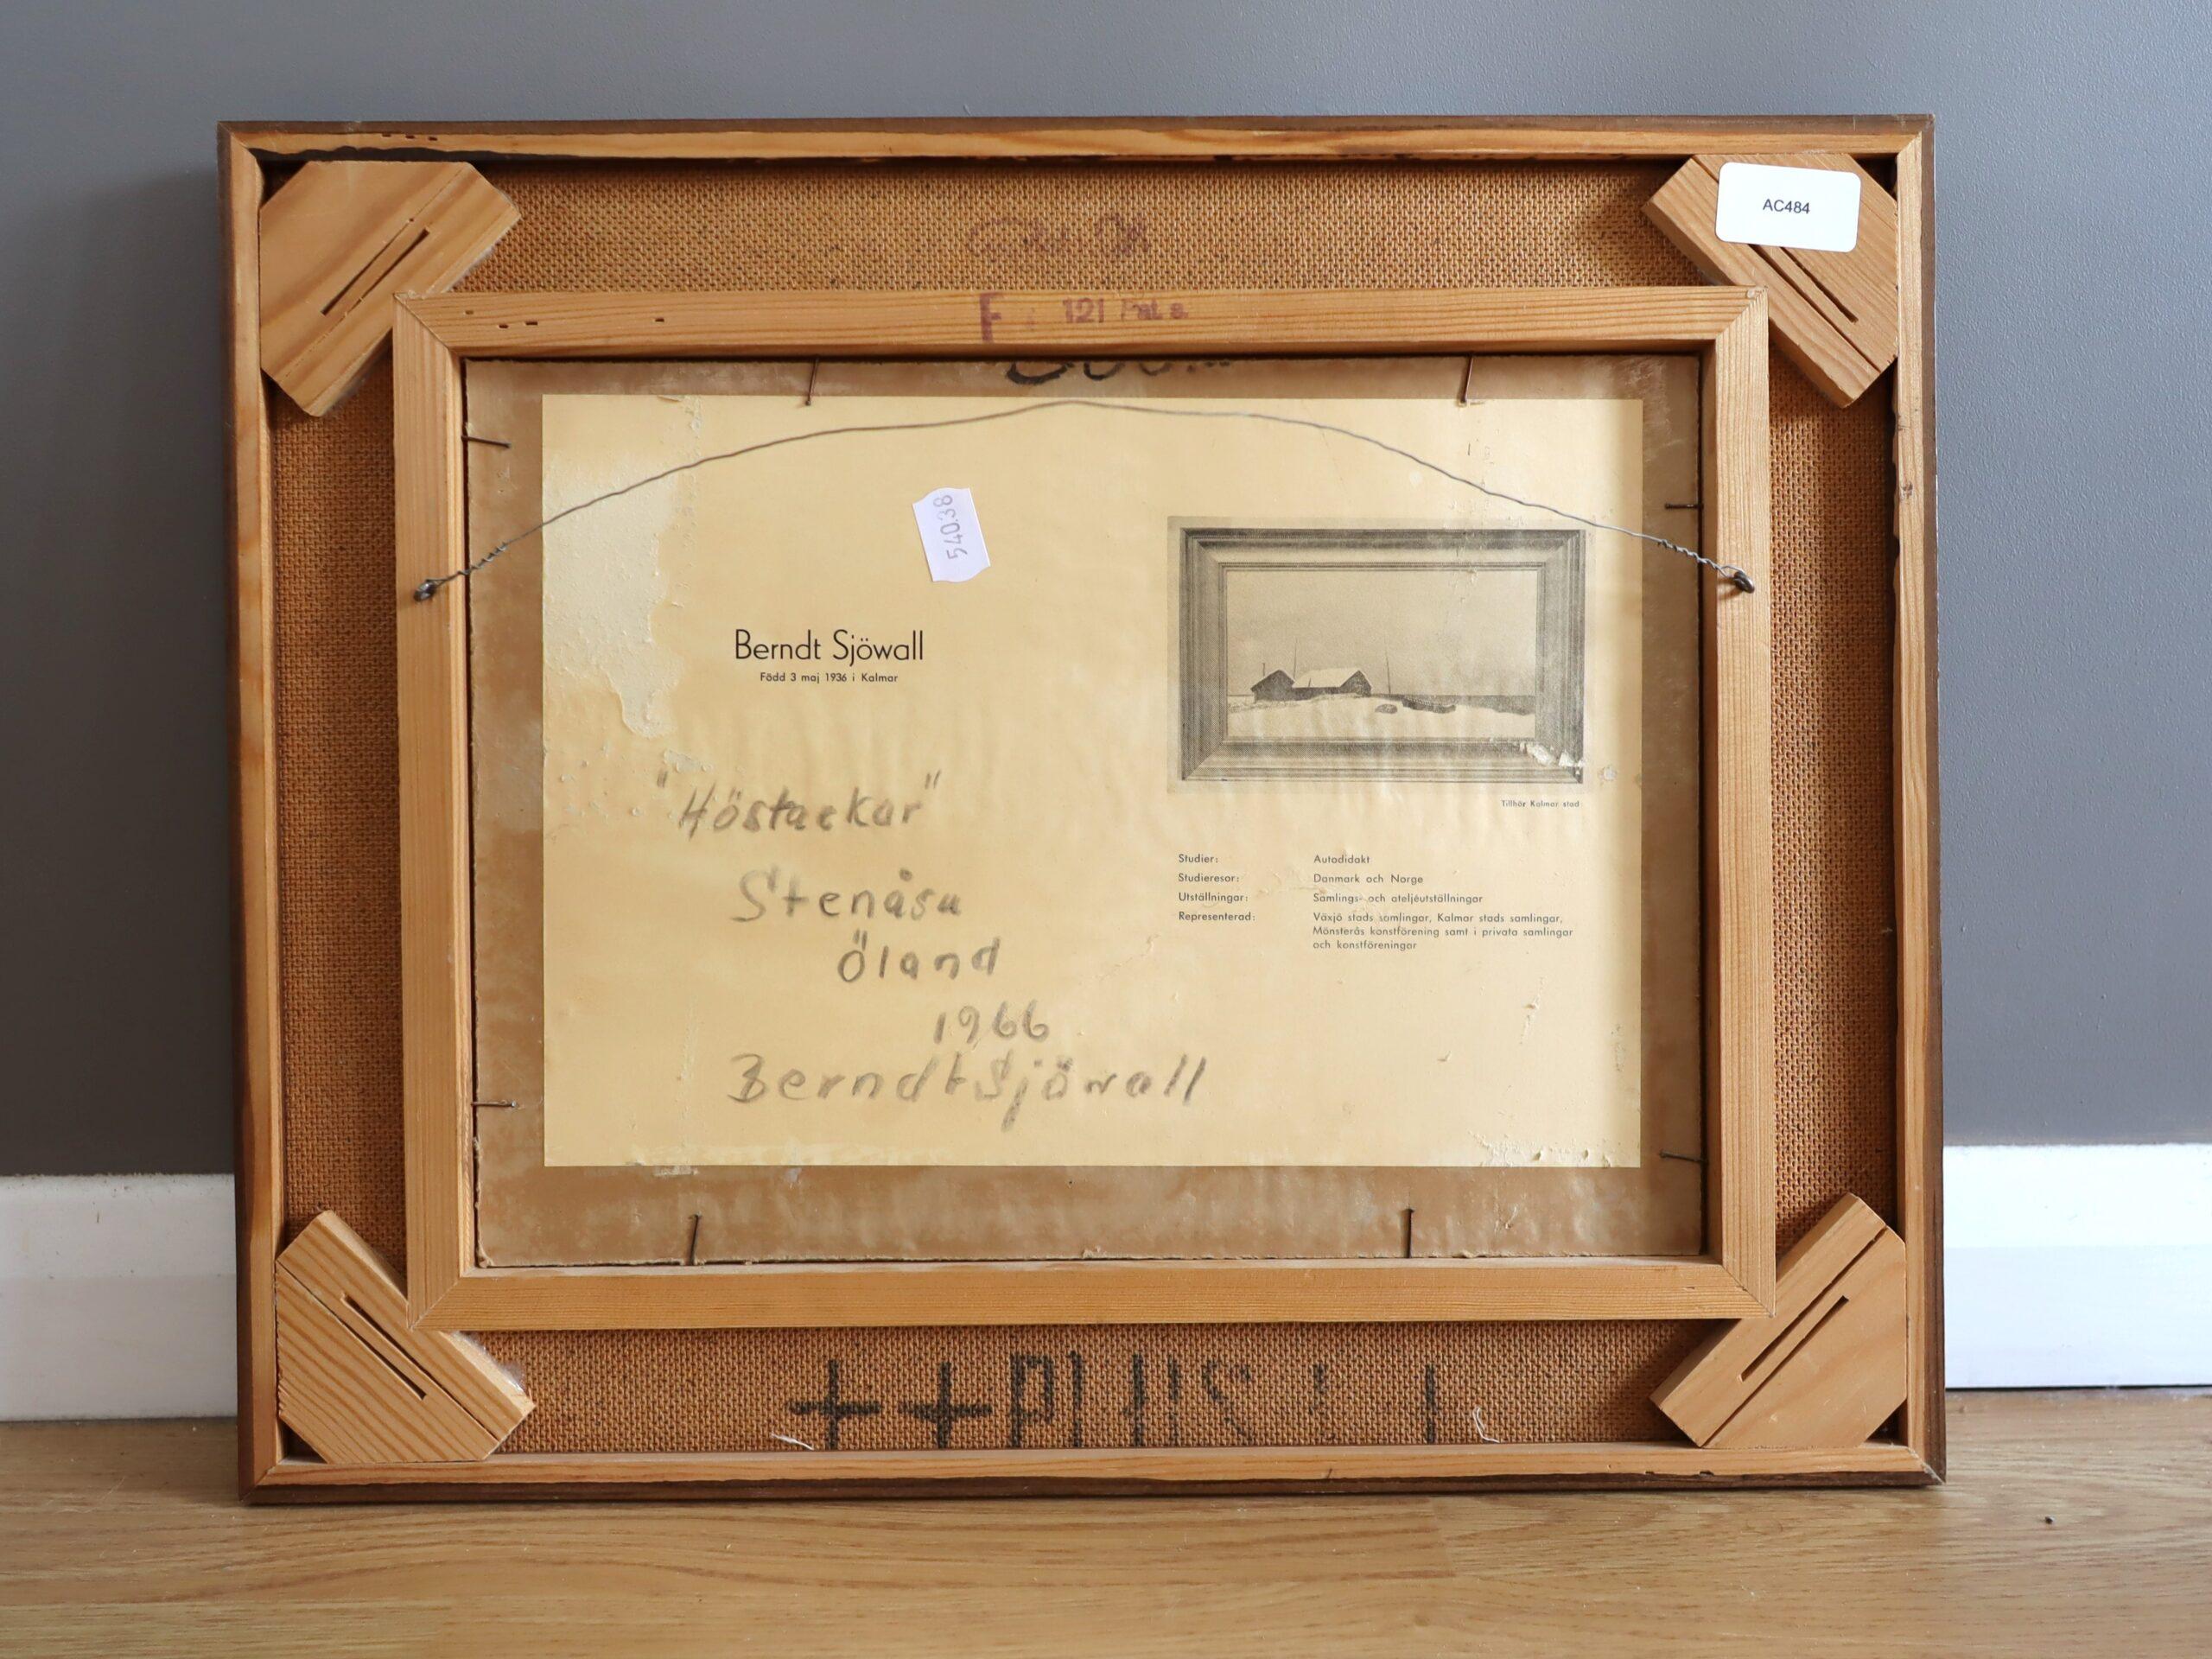 AC484
121 Pat s.
54038
Berndt Sjöwall
Född 3 maj 1936 i Kalmar
"Höstackar"
Stenåsa
Öland
1966
Berndt Sjöwall
Tillhör Kalmar stad
Studier: Autodidakt
Studieresor: Danmark och Norge
Utställningar: Samlings- och ateljéutställningar
Representerad: Växjö stads samlingar, Kalmar stads samlingar,
Mönsterås konstförening samt i privata samlingar
och konstföreningar
++PLUS